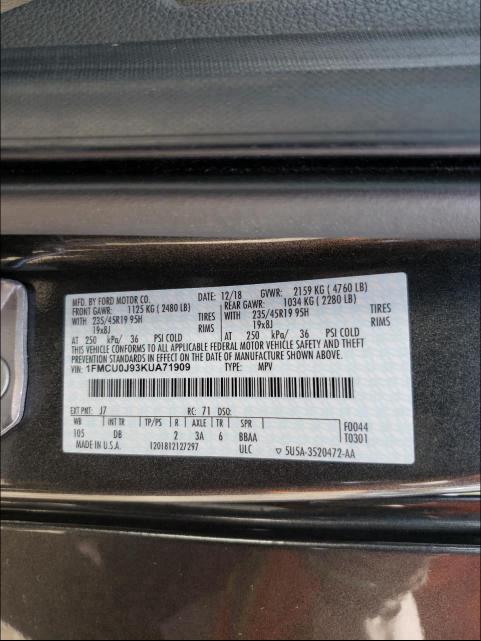 MFD. BY FORD MOTOR CO. DATE: 12/18 GVWR: 2159 KG ( 4760 LB)
FRONT GAWR: 1125 KG ( 2480 LB) REAR GAWR: 1034 KG ( 2280 LB)
WITH 235/45R19 95H TIRES WITH 235/45R19 95H TIRES
19x8J RIMS 19x8J RIMS
AT 250 kPa/ 36 PSI COLD AT 250 kPa/ 36 PSI COLD
THIS VEHICLE CONFORMS TO ALL APPLICABLE FEDERAL MOTOR VEHICLE SAFETY AND THEFT
PREVENTION STANDARDS IN EFFECT ON THE DATE OF MANUFACTURE SHOWN ABOVE.
VIN: 1FMCU0J93KUA71909 TYPE: MPV
EXT PNT: J7 RC: 71 DSO:
WB INT TR TP/PS R AXLE TR SPR F0044
105 DB 2 3A 6 BBAA T0301
MADE IN U.S.A. 1201812127297 ULC ▽ 5U5A-3520472-AA